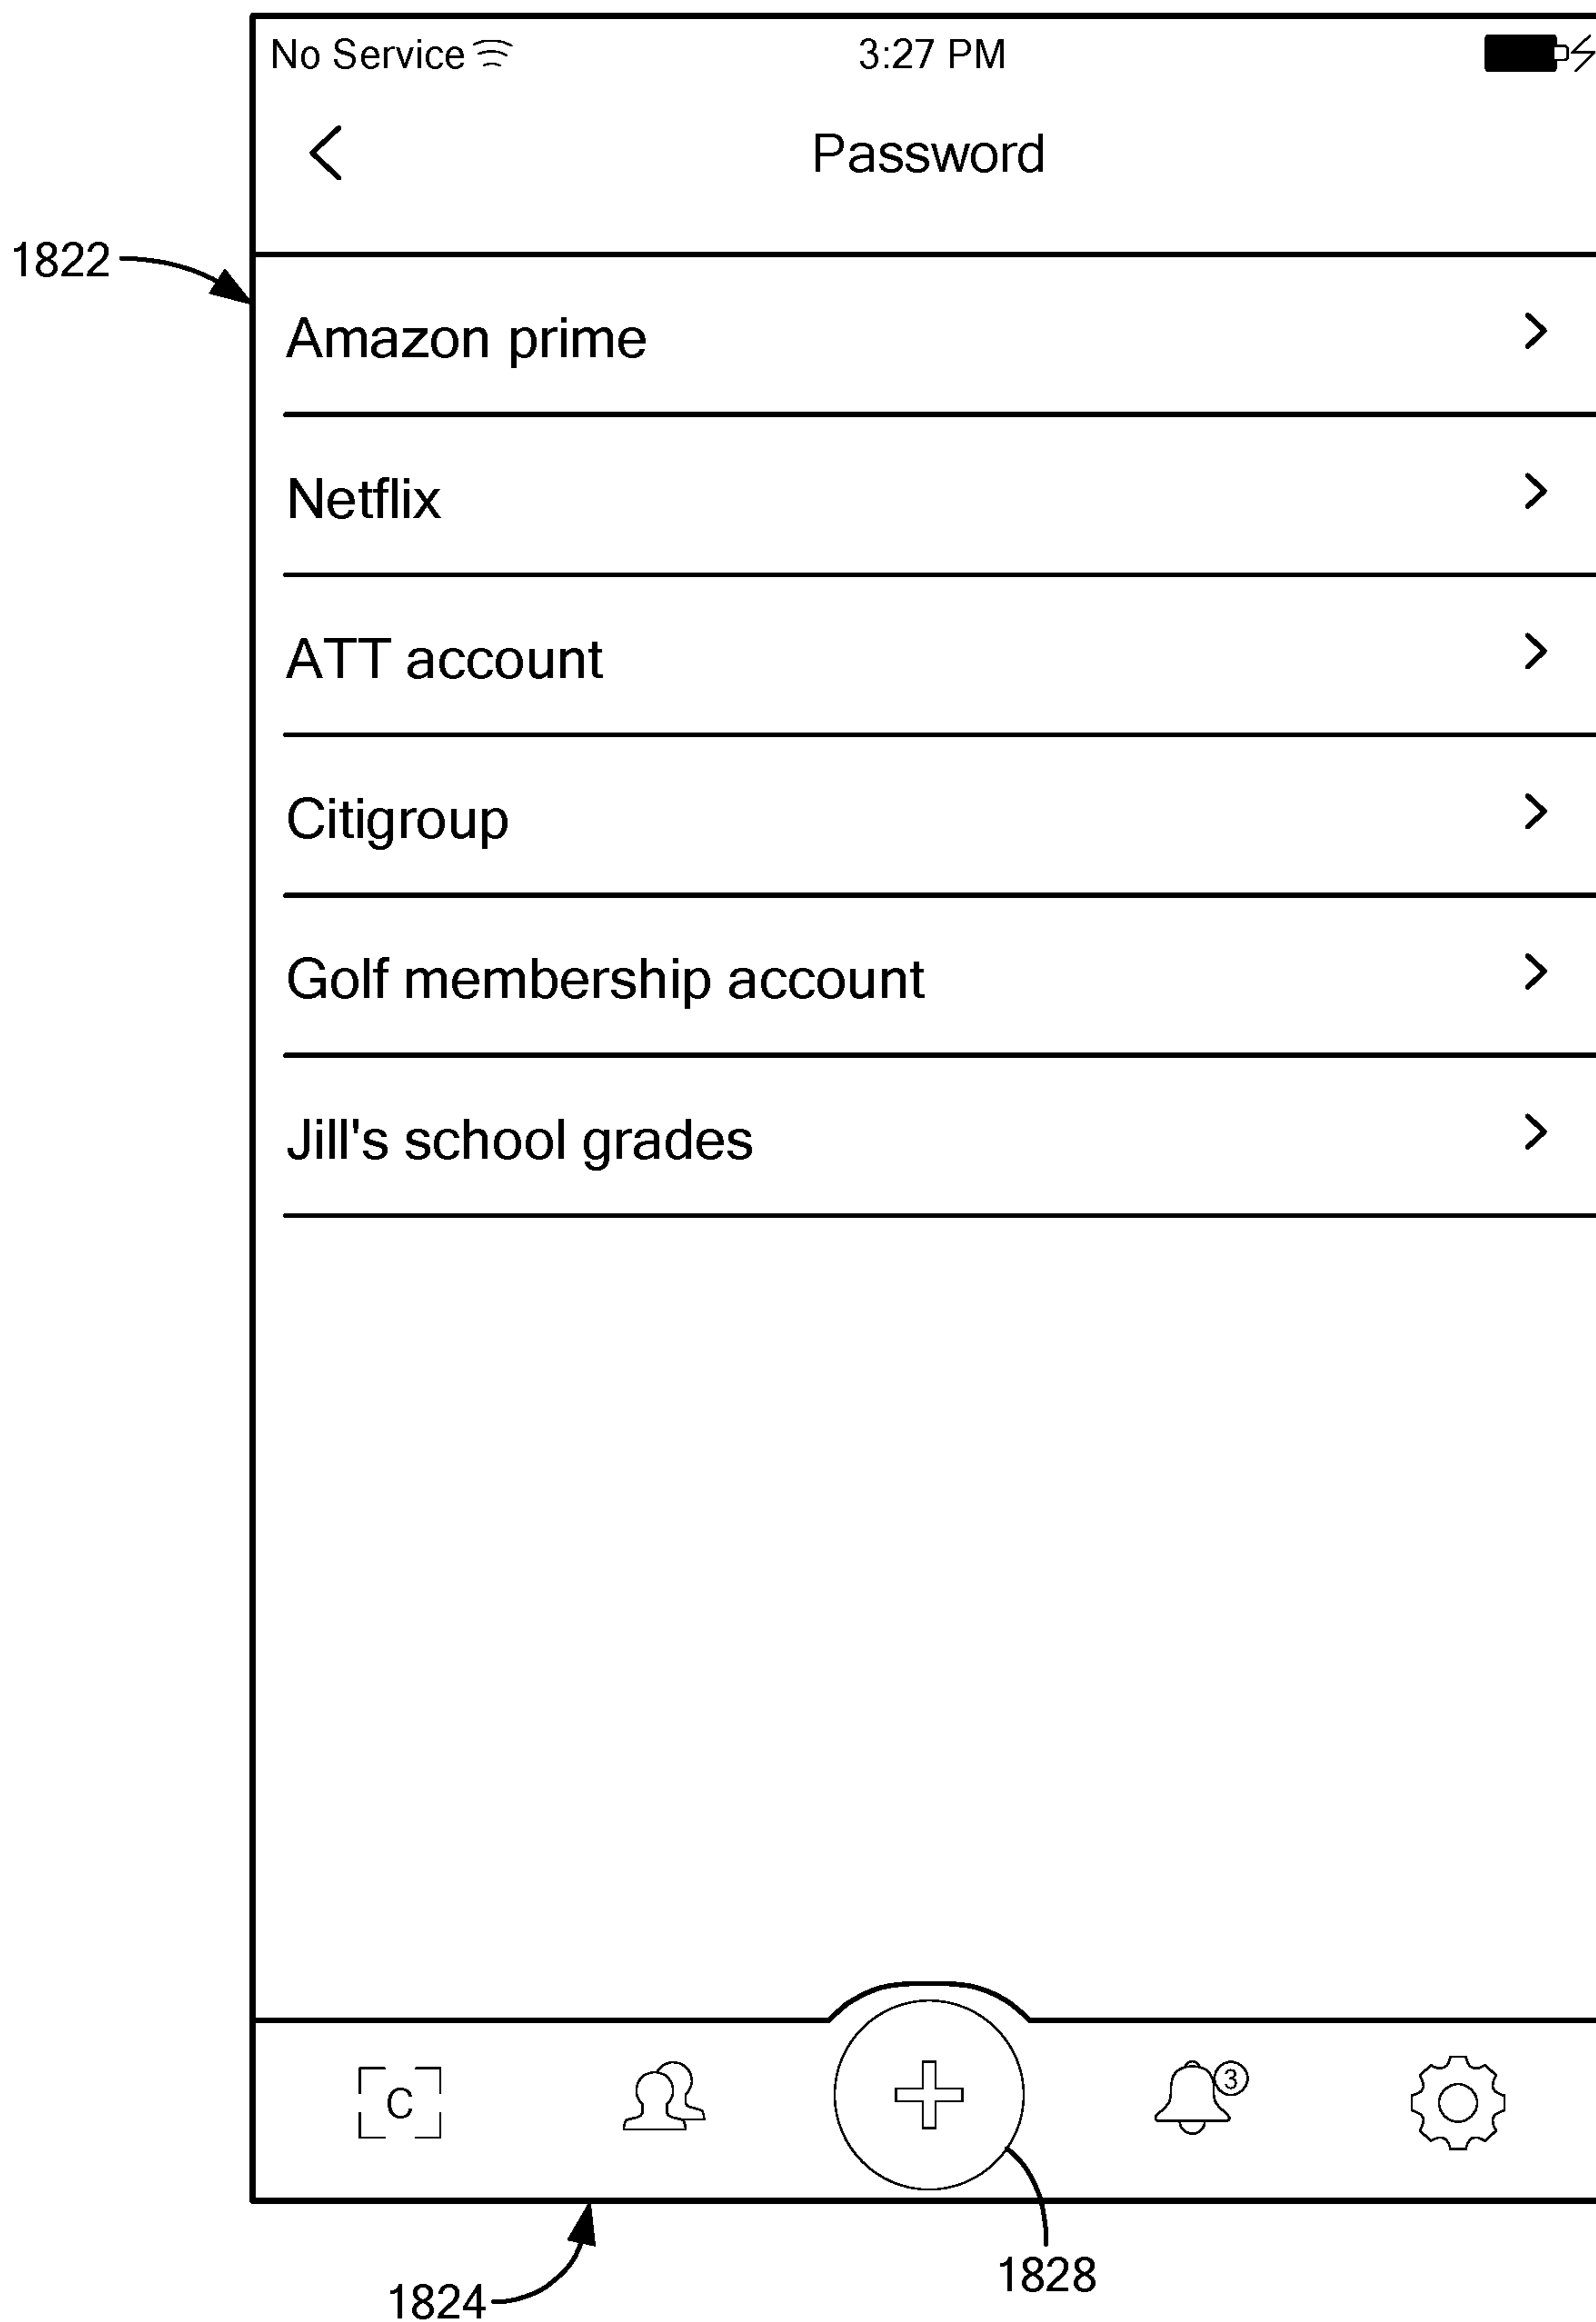 No Service 3:27 PM
Password
1822
Amazon prime
Netflix
ATT account
Citigroup
Golf membership account
Jill's school grades
C 3
1824 1828